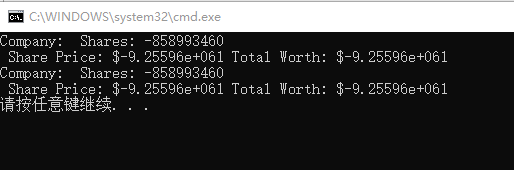 C:\WINDOWS\system32\cmd.exe
Company:  Shares: -858993460
 Share Price: $-9.25596e+061 Total Worth: $-9.25596e+061
Company:  Shares: -858993460
 Share Price: $-9.25596e+061 Total Worth: $-9.25596e+061
请按任意键继续. . .